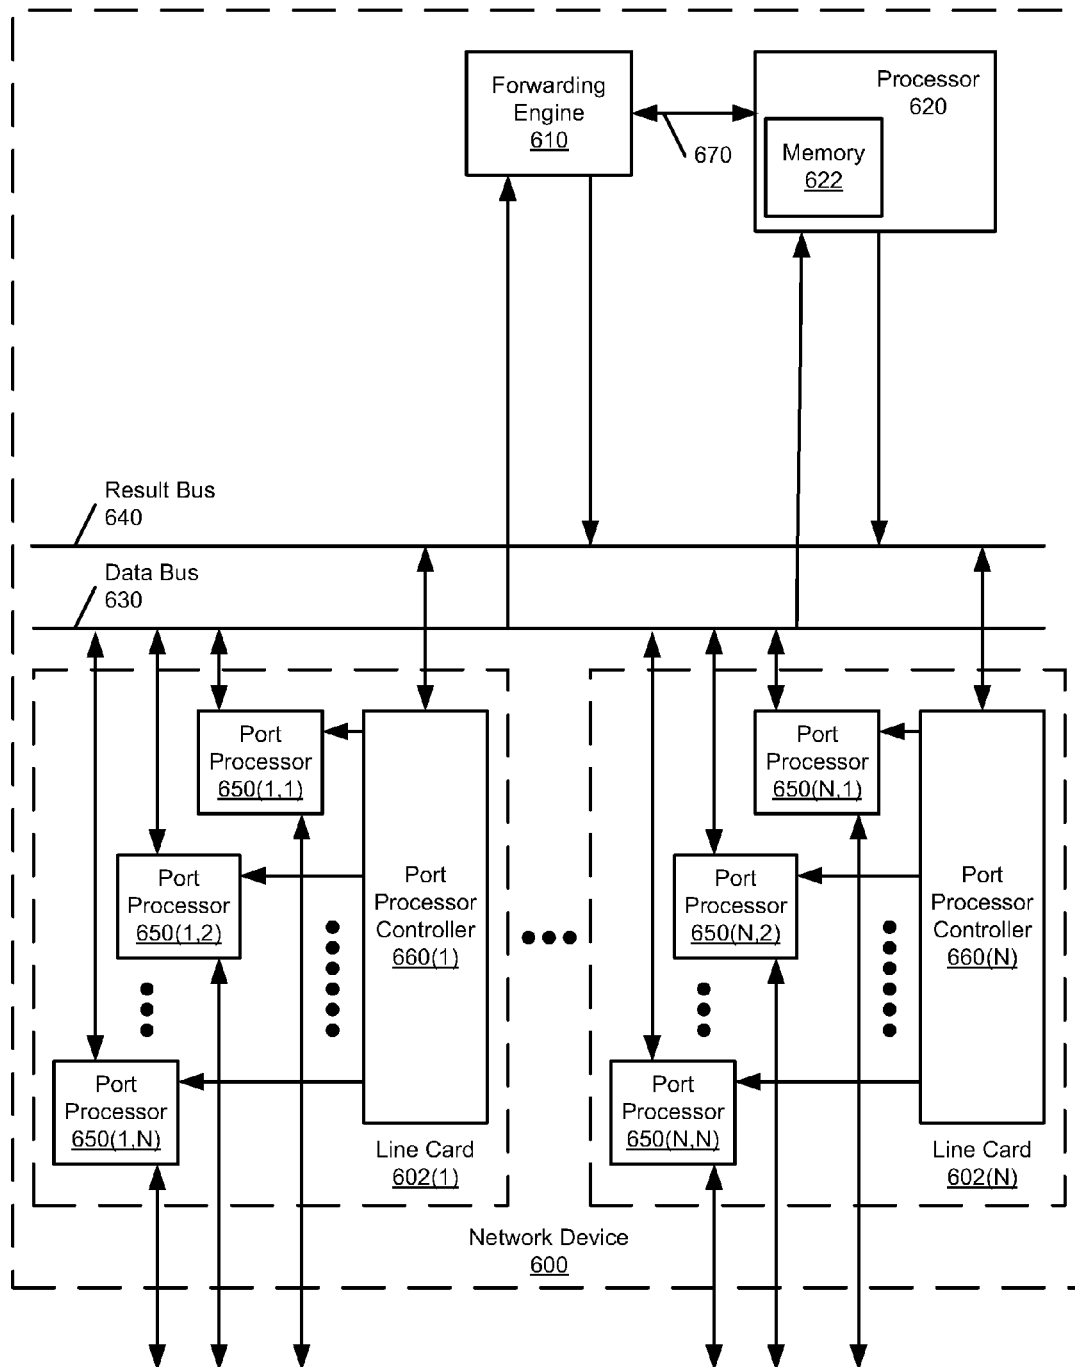 Forwarding
Engine
610
Processor
620
670
Memory
622
Result Bus
640
Data Bus
630
Port
Processor
650(1,1)
Port
Processor
650(1,2)
Port
Processor
650(1,N)
Port
Processor
Controller
660(1)
Line Card
602(1)
Port
Processor
650(N,1)
Port
Processor
650(N,2)
Port
Processor
650(N,N)
Port
Processor
Controller
660(N)
Line Card
602(N)
Network Device
600